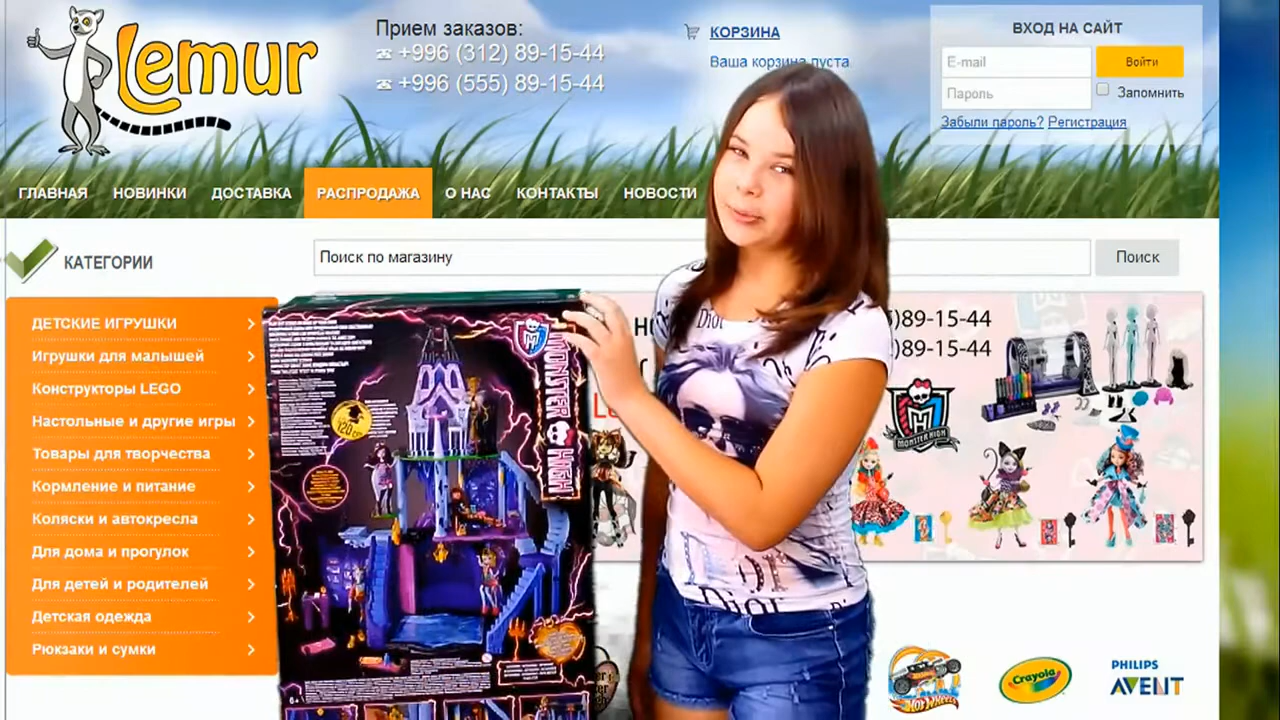 Lemur
Прием заказов:
+996 (312) 89-15-44
+996 (555) 89-15-44
КОРЗИНА
Ваша корзина пуста
ВХОД НА САЙТ
E-mail
Войти
Пароль
Запомнить
Забыли пароль? Регистрация
ГЛАВНАЯ НОВИНКИ ДОСТАВКА РАСПРОДАЖА О НАС КОНТАКТЫ НОВОСТИ
КАТЕГОРИИ
Поиск по магазину
Поиск
ДЕТСКИЕ ИГРУШКИ
Игрушки для малышей
Конструкторы LEGO
Настольные и другие игры
Товары для творчества
Кормление и питание
Коляски и автокресла
Для дома и прогулок
Для детей и родителей
Детская одежда
Рюкзаки и сумки
MONSTER HIGH
120 cm
Dior
Dior
)89-15-44
)89-15-44
MONSTER HIGH
Hot Wheels
Crayola
PHILIPS
AVENT